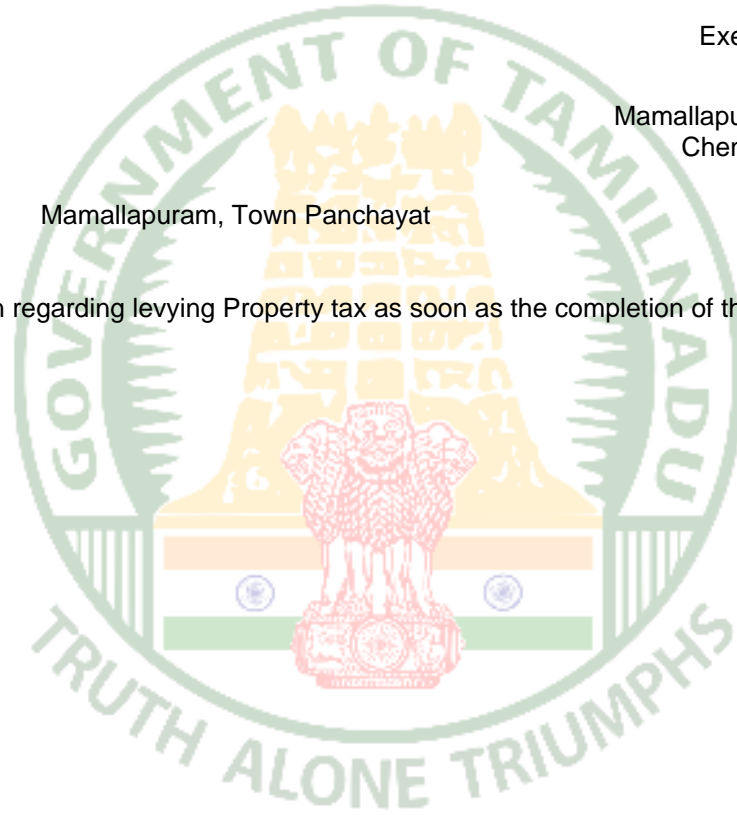 Exe
Mamallapu
Cher
Mamallapuram, Town Panchayat
n regarding levying Property tax as soon as the completion of th
GOVERNMENT OF TAMILNADU
TRUTH ALONE TRIUMPHS